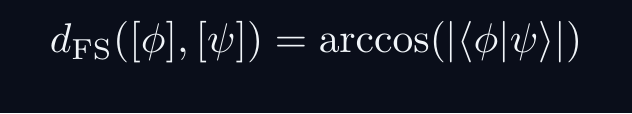 d_FS([ϕ], [ψ]) = arccos(|⟨ϕ|ψ⟩|)